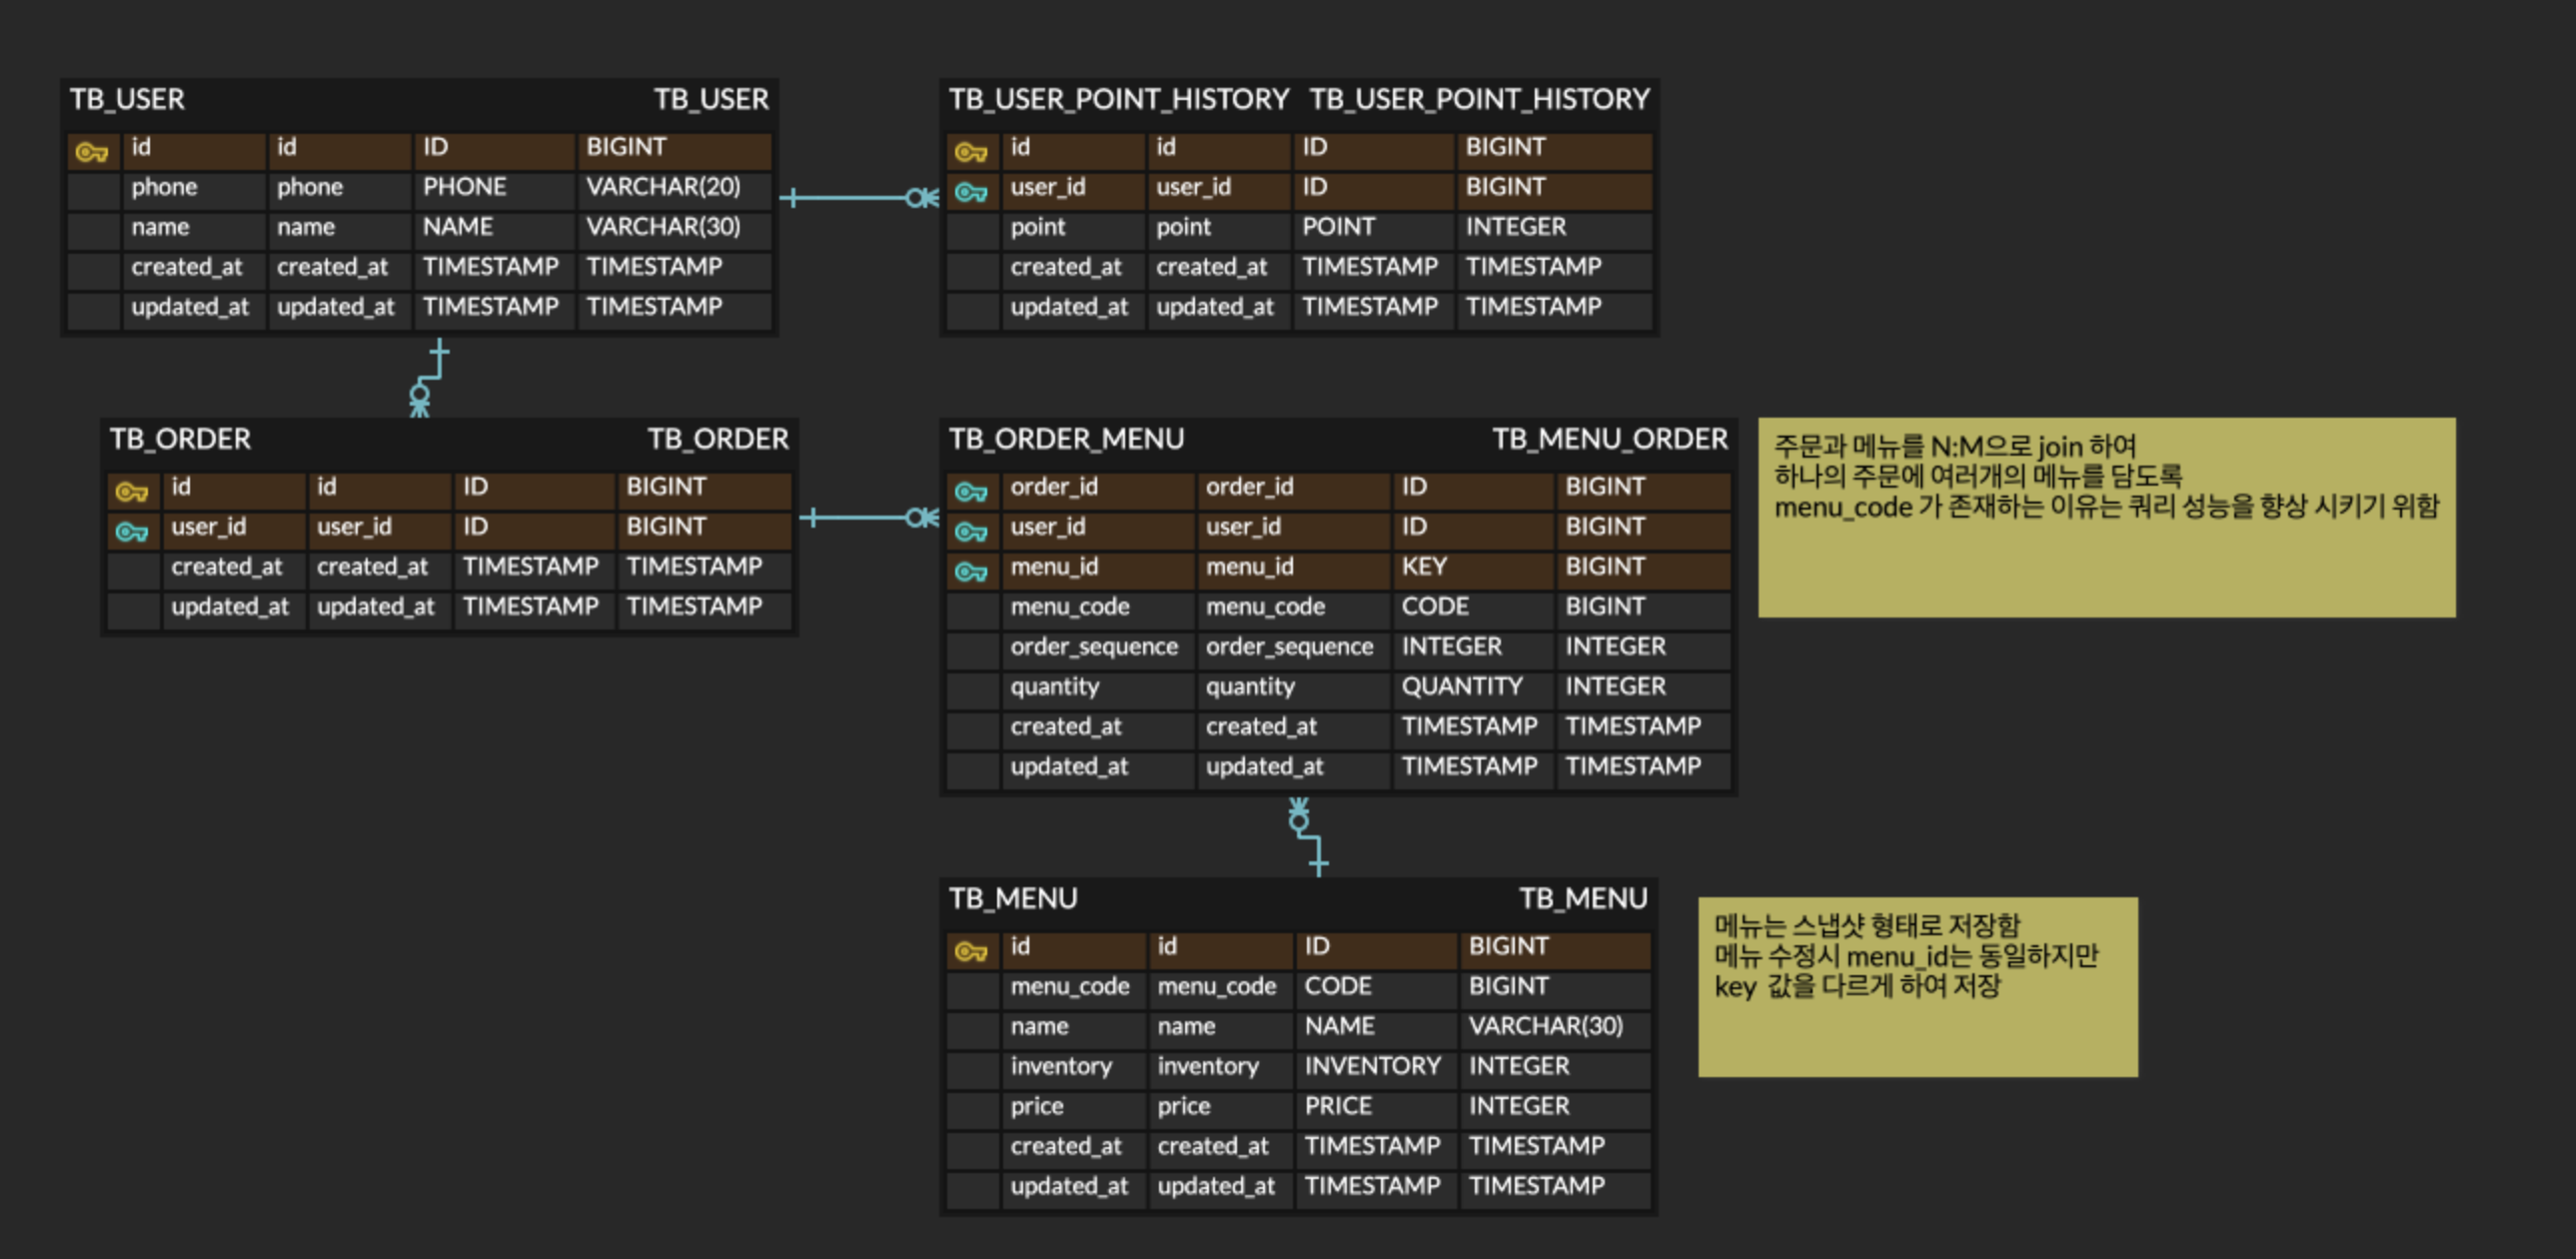 TB_USER TB_USER
id id ID BIGINT
phone phone PHONE VARCHAR(20)
name name NAME VARCHAR(30)
created_at created_at TIMESTAMP TIMESTAMP
updated_at updated_at TIMESTAMP TIMESTAMP
TB_USER_POINT_HISTORY TB_USER_POINT_HISTORY
id id ID BIGINT
user_id user_id ID BIGINT
point point POINT INTEGER
created_at created_at TIMESTAMP TIMESTAMP
updated_at updated_at TIMESTAMP TIMESTAMP
TB_ORDER TB_ORDER
id id ID BIGINT
user_id user_id ID BIGINT
created_at created_at TIMESTAMP TIMESTAMP
updated_at updated_at TIMESTAMP TIMESTAMP
TB_ORDER_MENU TB_MENU_ORDER
order_id order_id ID BIGINT
user_id user_id ID BIGINT
menu_id menu_id KEY BIGINT
menu_code menu_code CODE BIGINT
order_sequence order_sequence INTEGER INTEGER
quantity quantity QUANTITY INTEGER
created_at created_at TIMESTAMP TIMESTAMP
updated_at updated_at TIMESTAMP TIMESTAMP
주문과 메뉴를 N:M으로 join 하여
하나의 주문에 여러개의 메뉴를 담도록
menu_code 가 존재하는 이유는 쿼리 성능을 향상 시키기 위함
TB_MENU TB_MENU
id id ID BIGINT
menu_code menu_code CODE BIGINT
name name NAME VARCHAR(30)
inventory inventory INVENTORY INTEGER
price price PRICE INTEGER
created_at created_at TIMESTAMP TIMESTAMP
updated_at updated_at TIMESTAMP TIMESTAMP
메뉴는 스냅샷 형태로 저장함
메뉴 수정시 menu_id는 동일하지만
key 값을 다르게 하여 저장